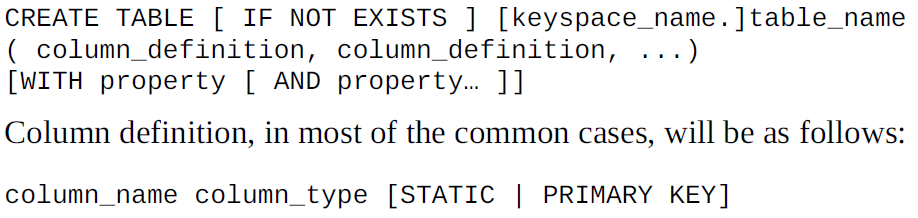 CREATE TABLE [ IF NOT EXISTS ] [keyspace_name.]table_name
( column_definition, column_definition, ...)
[WITH property [ AND property… ]]
Column definition, in most of the common cases, will be as follows:
column_name column_type [STATIC | PRIMARY KEY]